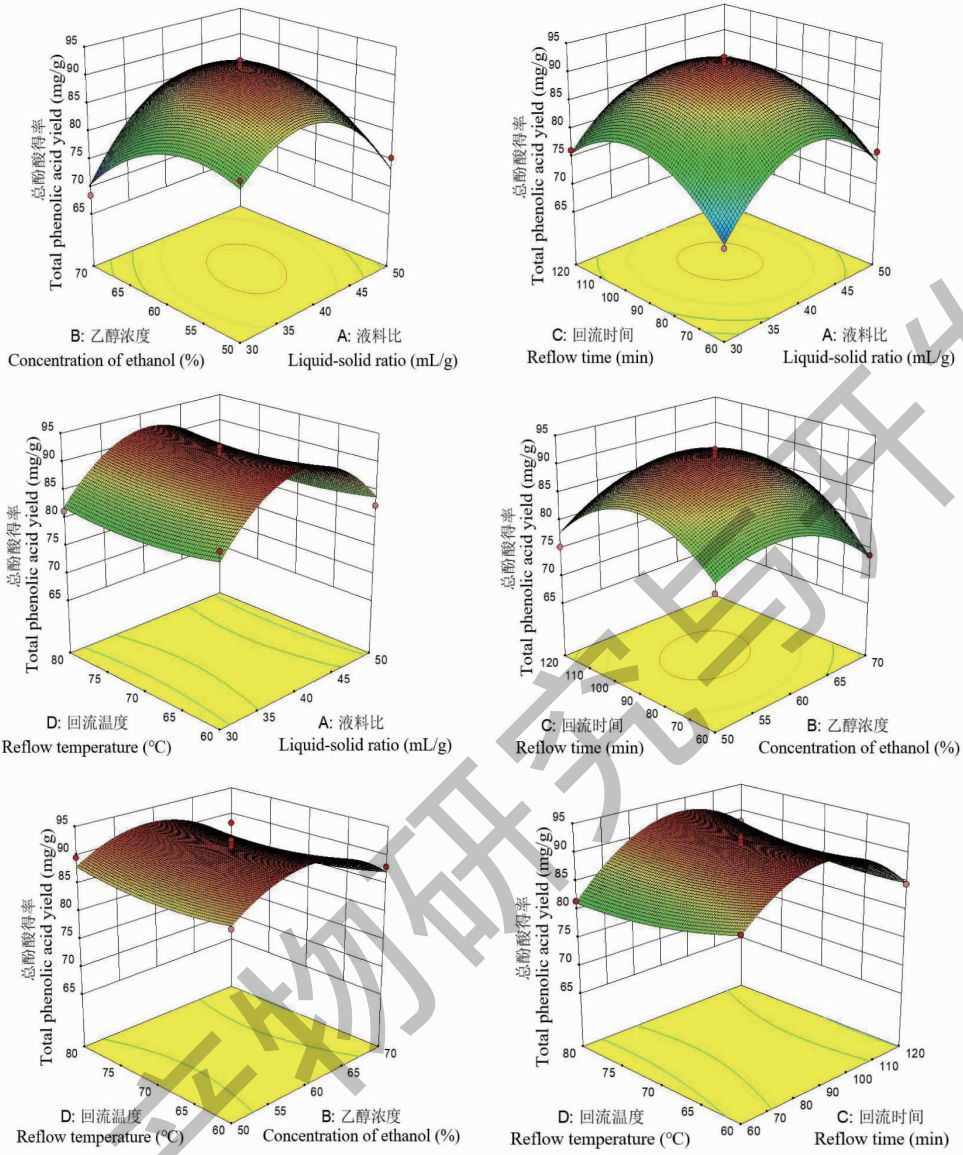 总酚酸得率
Total phenolic acid yield (mg/g)
95
90
85
80
75
70
65
70
65
60
55
50
30
35
40
45
50
B: 乙醇浓度
Concentration of ethanol (%)
A: 液料比
Liquid-solid ratio (mL/g)
总酚酸得率
Total phenolic acid yield (mg/g)
95
90
85
80
75
70
65
120
110
100
90
80
70
60
30
35
40
45
50
C: 回流时间
Reflow time (min)
A: 液料比
Liquid-solid ratio (mL/g)
总酚酸得率
Total phenolic acid yield (mg/g)
95
90
85
80
75
70
65
80
75
70
65
60
30
35
40
45
50
D: 回流温度
Reflow temperature (℃)
A: 液料比
Liquid-solid ratio (mL/g)
总酚酸得率
Total phenolic acid yield (mg/g)
95
90
85
80
75
70
65
120
110
100
90
80
70
60
50
55
60
65
70
C: 回流时间
Reflow time (min)
B: 乙醇浓度
Concentration of ethanol (%)
总酚酸得率
Total phenolic acid yield (mg/g)
95
90
85
80
75
70
65
80
75
70
65
60
50
55
60
65
70
D: 回流温度
Reflow temperature (℃)
B: 乙醇浓度
Concentration of ethanol (%)
总酚酸得率
Total phenolic acid yield (mg/g)
95
90
85
80
75
70
65
80
75
70
65
60
60
70
80
90
100
110
120
D: 回流温度
Reflow temperature (℃)
C: 回流时间
Reflow time (min)
物研究与开